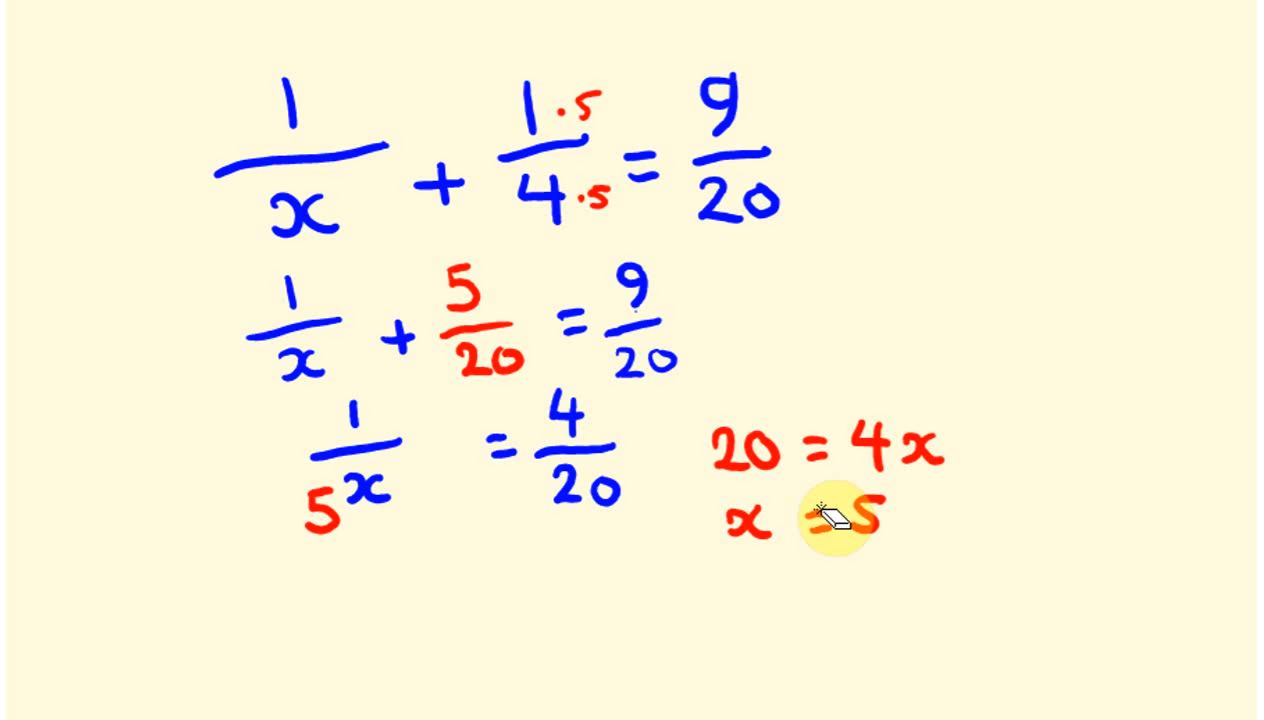 1/x + 1·5/4·5 = 9/20
1/x + 5/20 = 9/20
1/5x = 4/20
20 = 4x
x = 5